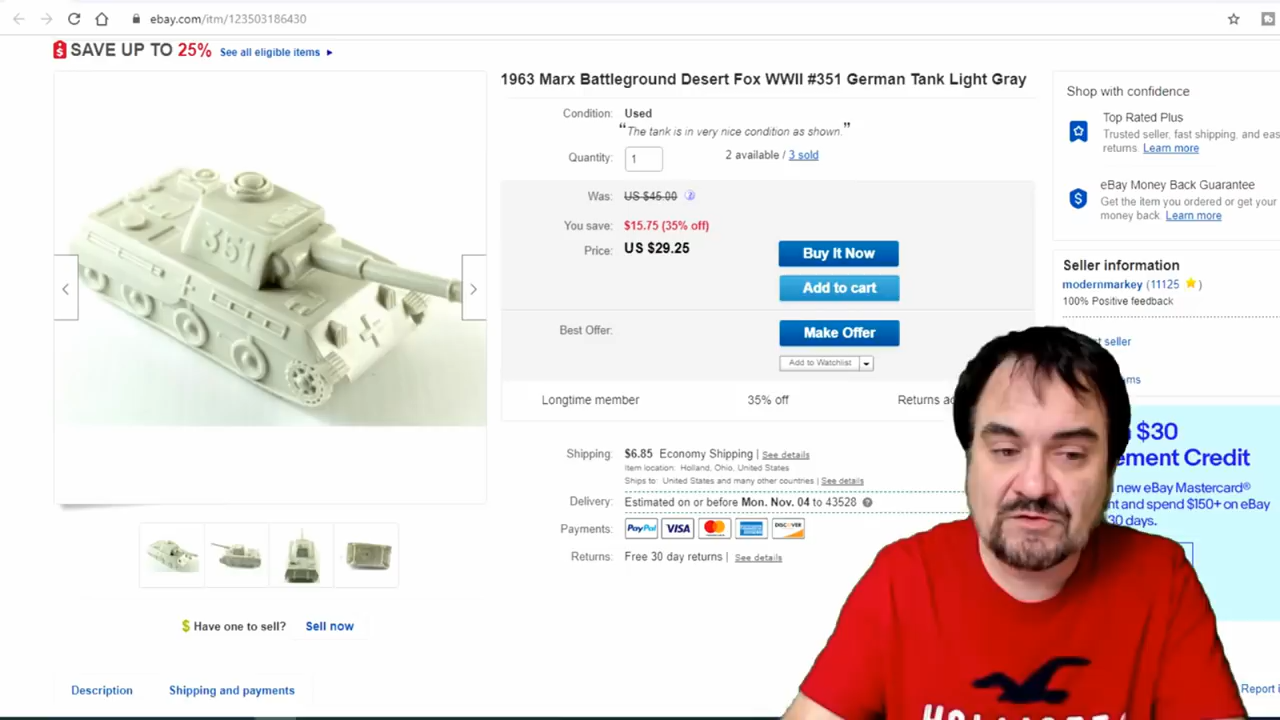 ebay.com/itm/123503186430
SAVE UP TO 25% See all eligible items ▸
1963 Marx Battleground Desert Fox WWII #351 German Tank Light Gray
Condition: Used
“The tank is in very nice condition as shown.”
Quantity: 1 2 available / 3 sold
Was: US $45.00
You save: $15.75 (35% off)
Price: US $29.25
Buy It Now
Add to cart
Best Offer: Make Offer
Add to Watchlist
Longtime member 35% off Returns ac
Shipping: $6.85 Economy Shipping | See details
Item location: Holland, Ohio, United States
Ships to: United States and many other countries | See details
Delivery: Estimated on or before Mon. Nov. 04 to 43528
Payments: PayPal VISA MasterCard AMERICAN EXPRESS DISCOVER
Returns: Free 30 day returns | See details
351
$ Have one to sell? Sell now
Description Shipping and payments
Shop with confidence
Top Rated Plus
Trusted seller, fast shipping, and eas
returns. Learn more
eBay Money Back Guarantee
Get the item you ordered or get your
money back. Learn more
Seller information
modernmarkey (11125 ★ )
100% Positive feedback
t seller
ms
$30
ement Credit
new eBay Mastercard®
nt and spend $150+ on eBay
30 days.
Report i
HOLLISTER